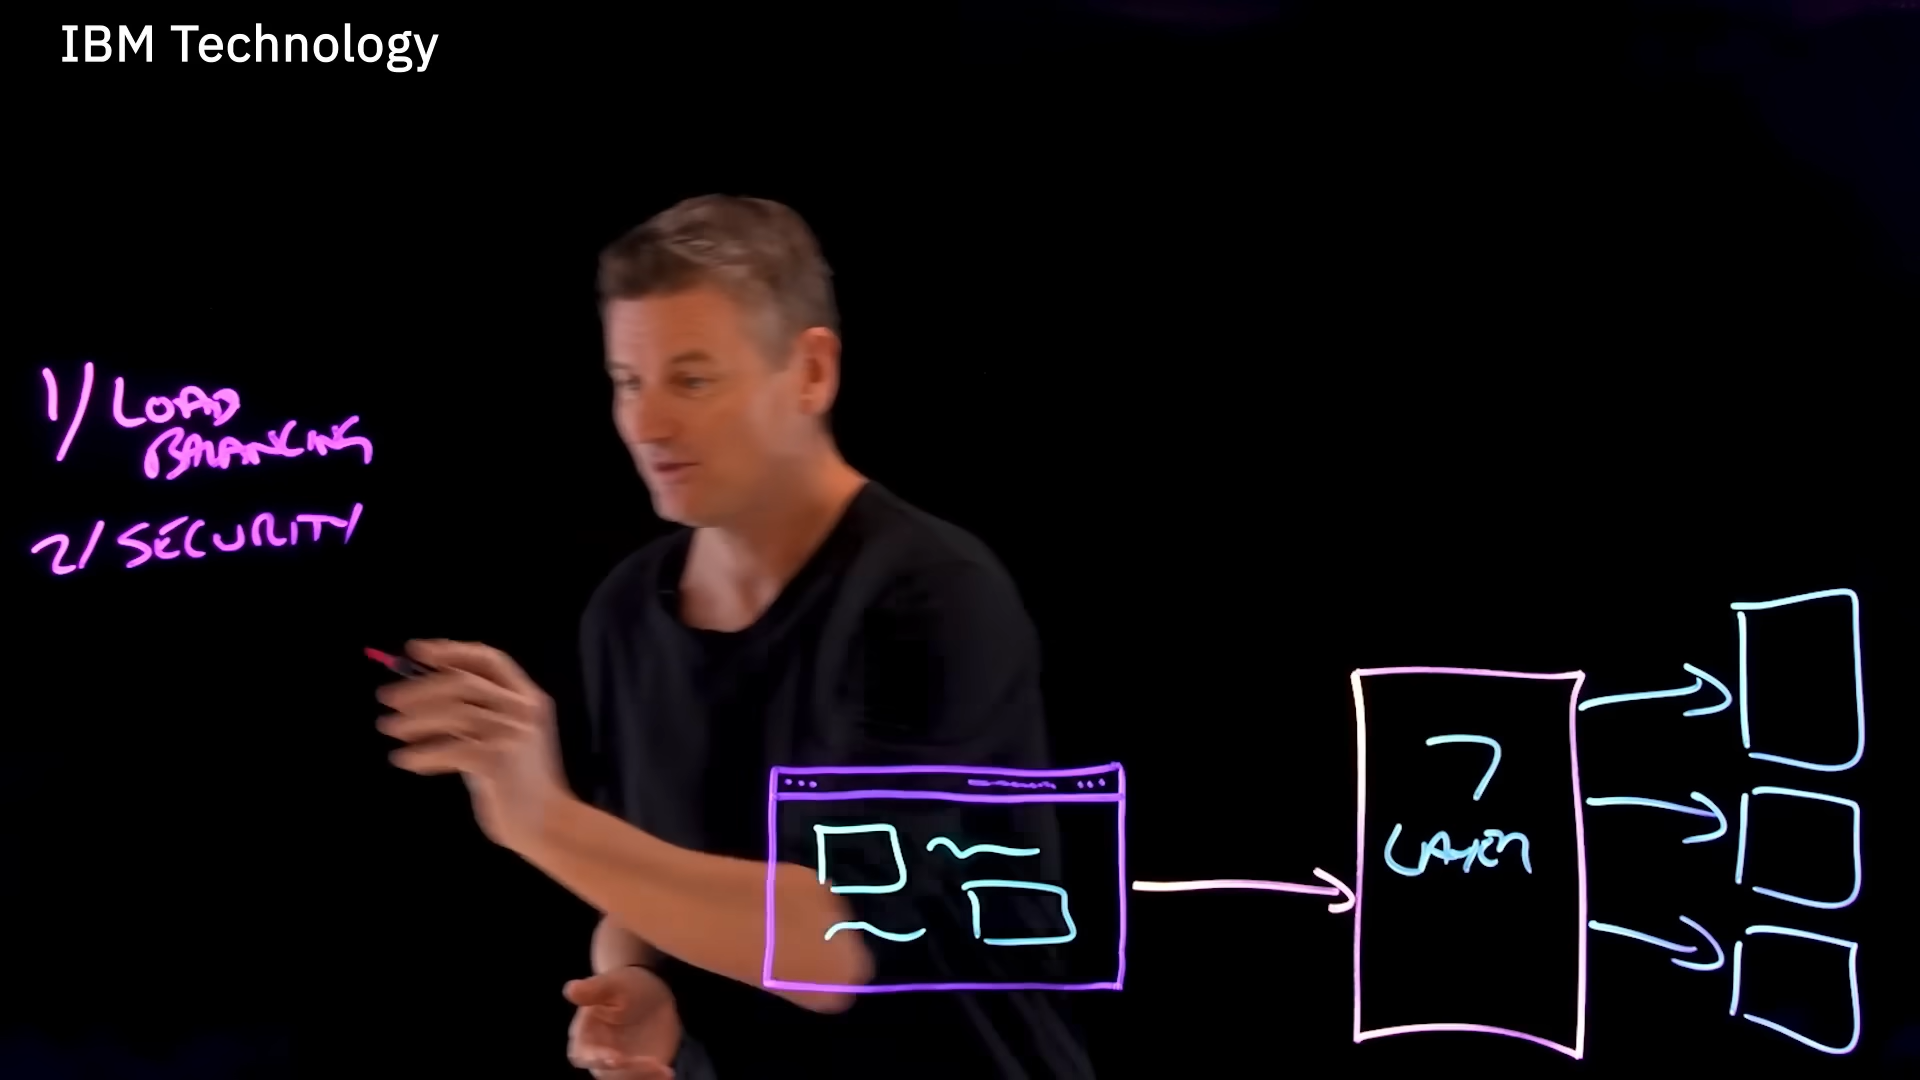 IBM Technology
1/ LOAD
BALANCING
2/ SECURITY
7
LAYER